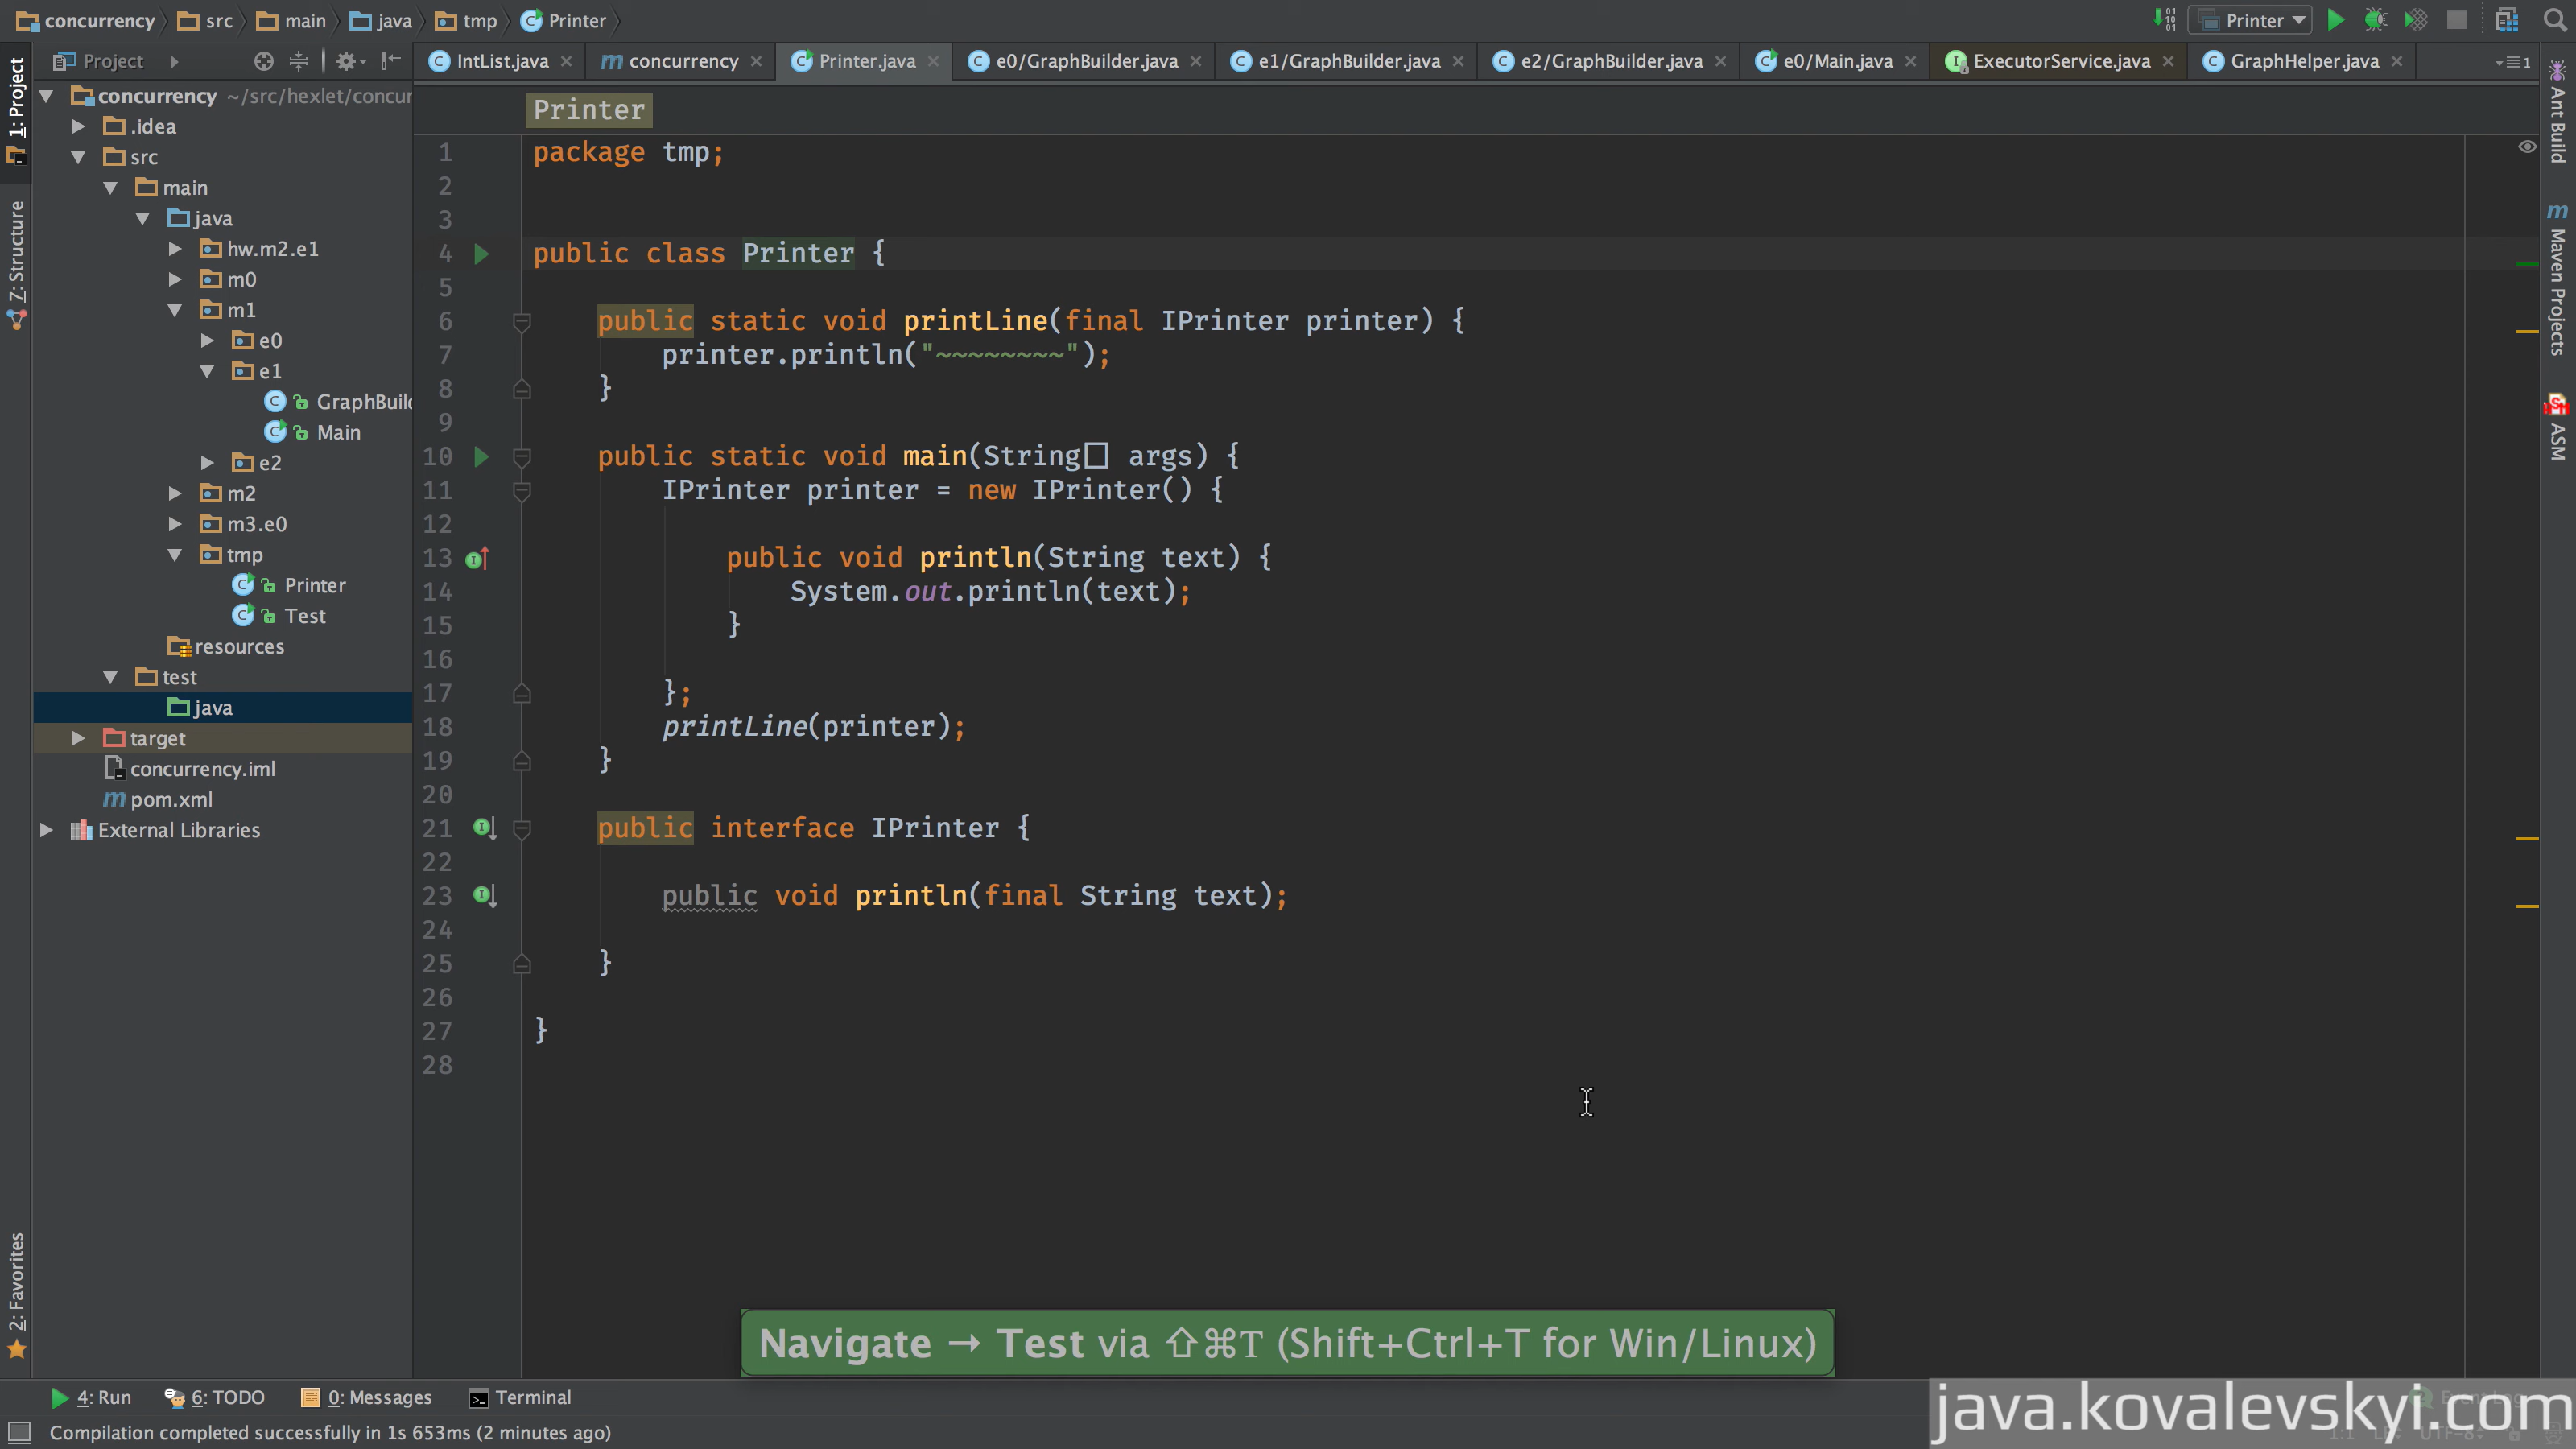 concurrency src main java tmp Printer
Printer
1: Project
Project
IntList.java
concurrency
Printer.java
e0/GraphBuilder.java
e1/GraphBuilder.java
e2/GraphBuilder.java
e0/Main.java
ExecutorService.java
GraphHelper.java
1
concurrency ~/src/hexlet/concur
.idea
src
main
java
hw.m2.e1
m0
m1
e0
e1
GraphBuil
Main
e2
m2
m3.e0
tmp
Printer
Test
resources
test
java
target
concurrency.iml
pom.xml
External Libraries
Z: Structure
2: Favorites
Printer
1 package tmp;
2
3
4 public class Printer {
5
6 public static void printLine(final IPrinter printer) {
7 printer.println("~~~~~~~~");
8 }
9
10 public static void main(String[] args) {
11 IPrinter printer = new IPrinter() {
12
13 public void println(String text) {
14 System.out.println(text);
15 }
16
17 };
18 printLine(printer);
19 }
20
21 public interface IPrinter {
22
23 public void println(final String text);
24
25 }
26
27 }
28
Ant Build
Maven Projects
ASM
Navigate → Test via ⇧⌘T (Shift+Ctrl+T for Win/Linux)
4: Run 6: TODO 0: Messages Terminal
java.kovalevskyi.com
Compilation completed successfully in 1s 653ms (2 minutes ago)